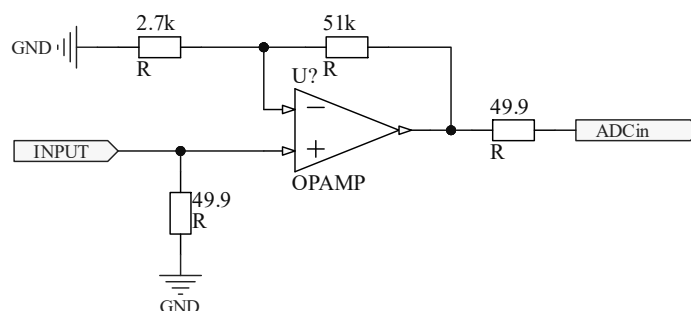 2.7k
51k
GND
R
R
U?
49.9
INPUT
ADCin
R
OPAMP
49.9
R
GND